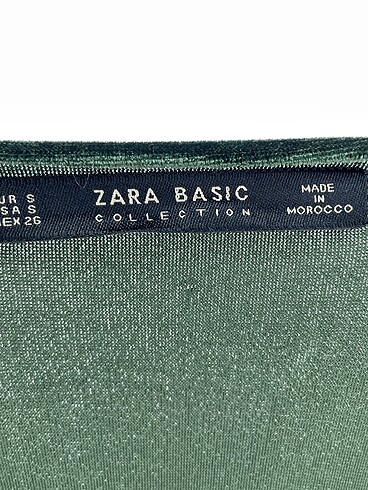 UR S
SA S
EX 26
ZARA BASIC
COLLECTION
MADE
IN
MOROCCO